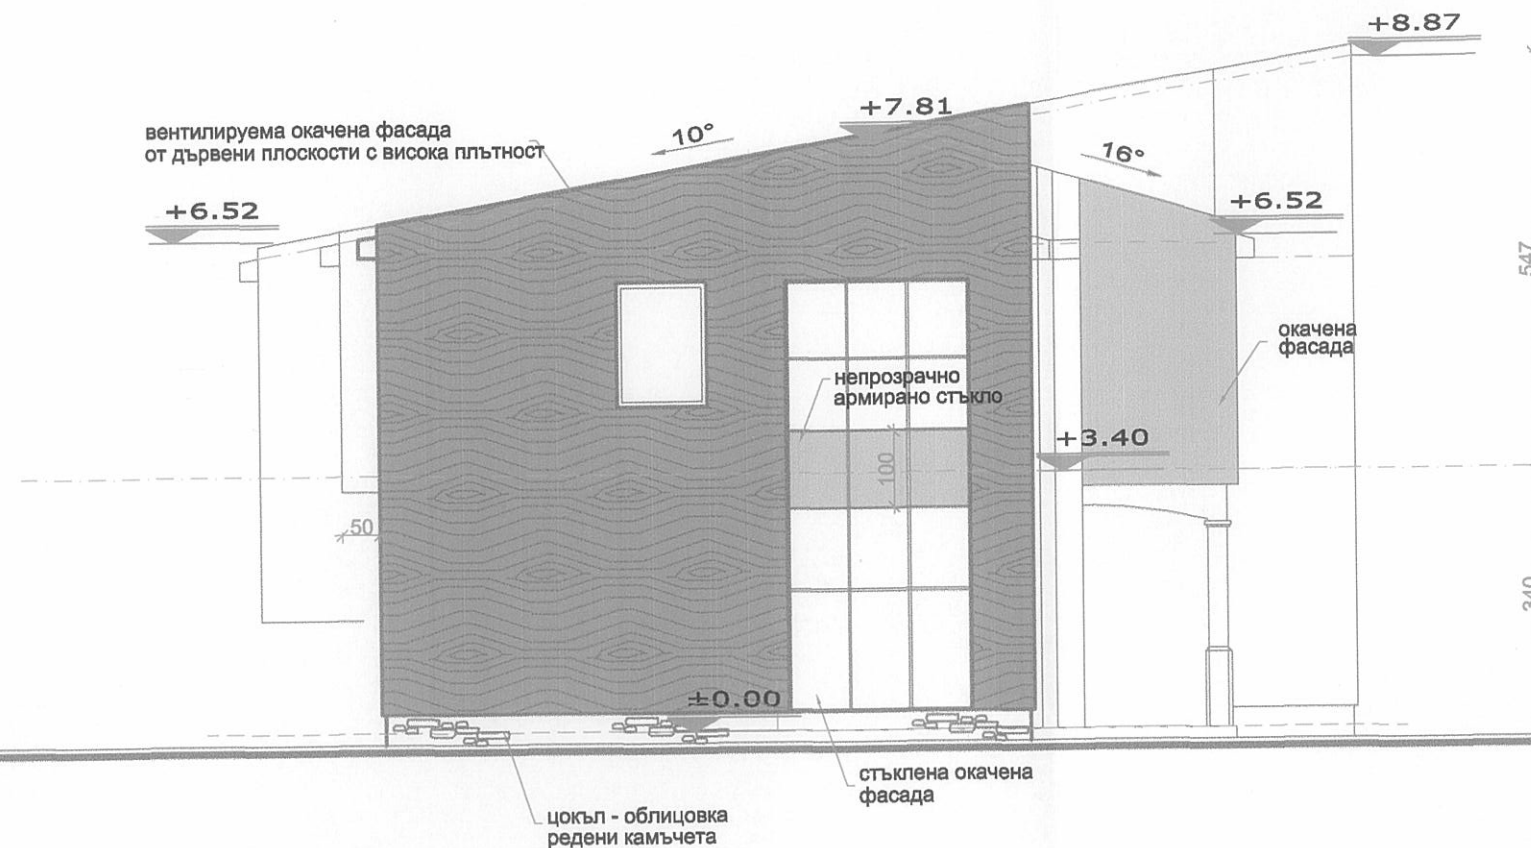 +8.87
+7.81
вентилируема окачена фасада
от дървени плоскости с висока плътност
10°
16°
+6.52
+6.52
547
окачена
фасада
непрозрачно
армирано стъкло
+3.40
100
50
340
±0.00
стъклена окачена
фасада
цокъл - облицовка
редени камъчета